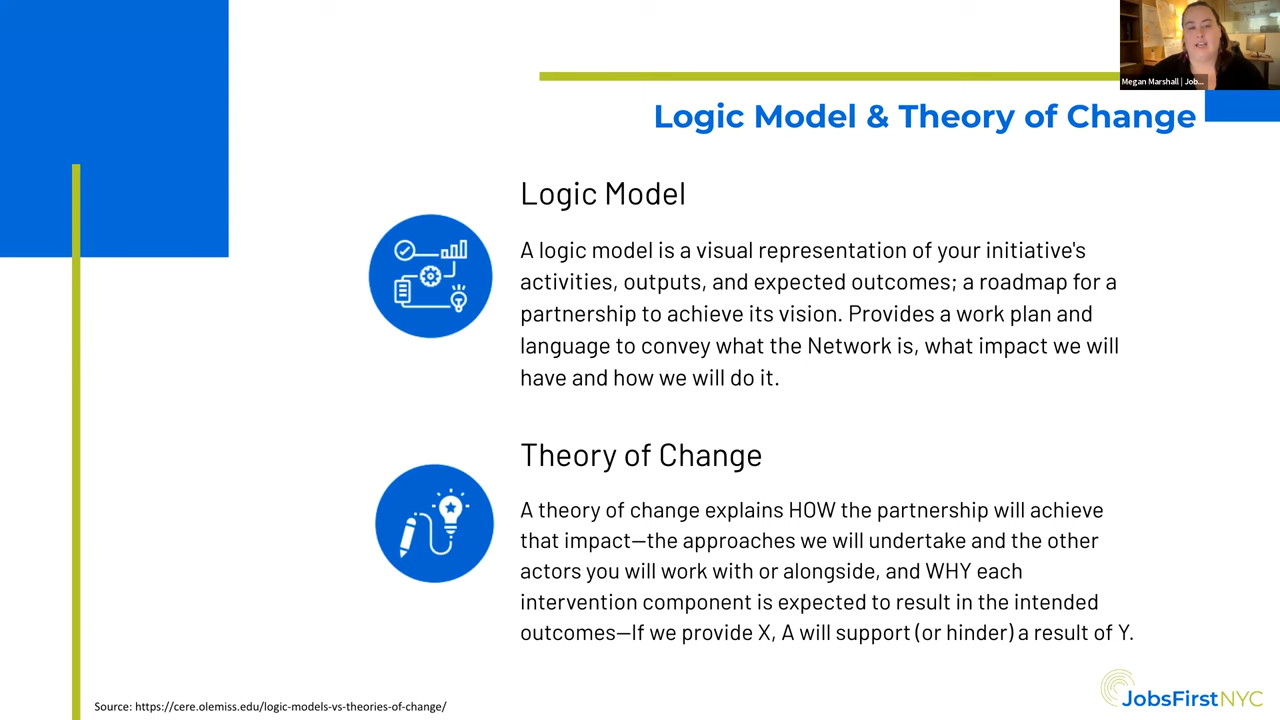 Megan Marshall | Job...
Logic Model & Theory of Change
Logic Model
A logic model is a visual representation of your initiative's
activities, outputs, and expected outcomes; a roadmap for a
partnership to achieve its vision. Provides a work plan and
language to convey what the Network is, what impact we will
have and how we will do it.
Theory of Change
A theory of change explains HOW the partnership will achieve
that impact—the approaches we will undertake and the other
actors you will work with or alongside, and WHY each
intervention component is expected to result in the intended
outcomes—If we provide X, A will support (or hinder) a result of Y.
Source: https://cere.olemiss.edu/logic-models-vs-theories-of-change/
JobsFirstNYC